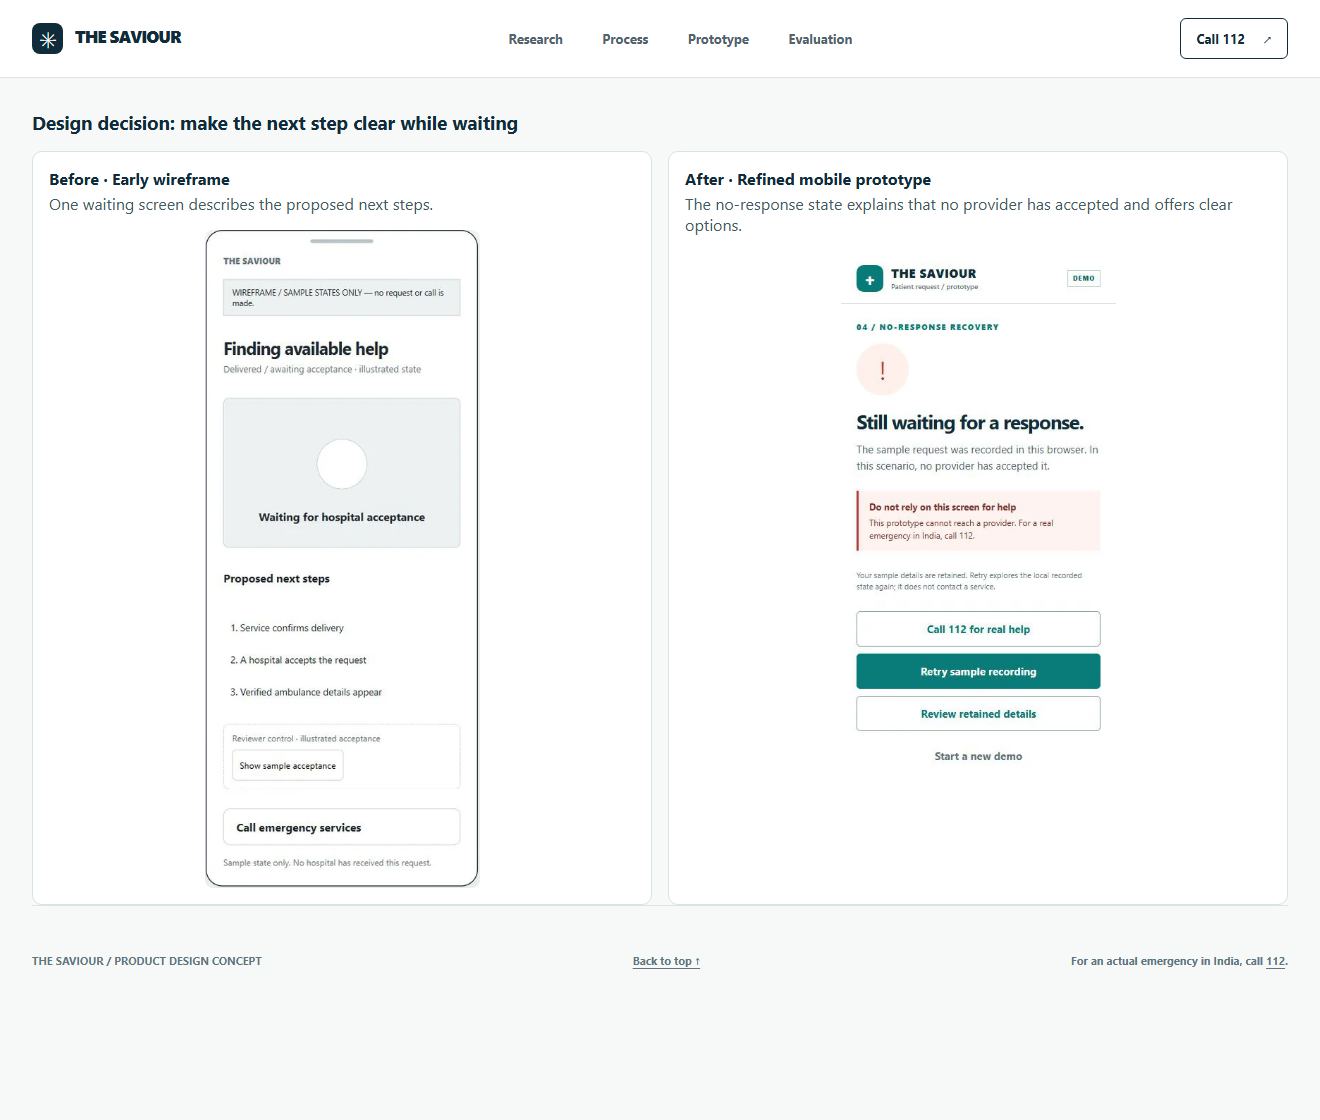 THE SAVIOUR
Research
Process
Prototype
Evaluation
Call 112 ↗
Design decision: make the next step clear while waiting
Before · Early wireframe
One waiting screen describes the proposed next steps.
THE SAVIOUR
WIREFRAME / SAMPLE STATES ONLY — no request or call is
made.
Finding available help
Delivered / awaiting acceptance · illustrated state
Waiting for hospital acceptance
Proposed next steps
1. Service confirms delivery
2. A hospital accepts the request
3. Verified ambulance details appear
Reviewer control · illustrated acceptance
Show sample acceptance
Call emergency services
Sample state only. No hospital has received this request.
After · Refined mobile prototype
The no-response state explains that no provider has accepted and offers clear
options.
THE SAVIOUR
Patient request / prototype
DEMO
04 / NO-RESPONSE RECOVERY
!
Still waiting for a response.
The sample request was recorded in this browser. In
this scenario, no provider has accepted it.
Do not rely on this screen for help
This prototype cannot reach a provider. For a real
emergency in India, call 112.
Your sample details are retained. Retry explores the local recorded
state again; it does not contact a service.
Call 112 for real help
Retry sample recording
Review retained details
Start a new demo
THE SAVIOUR / PRODUCT DESIGN CONCEPT
Back to top ↑
For an actual emergency in India, call 112.